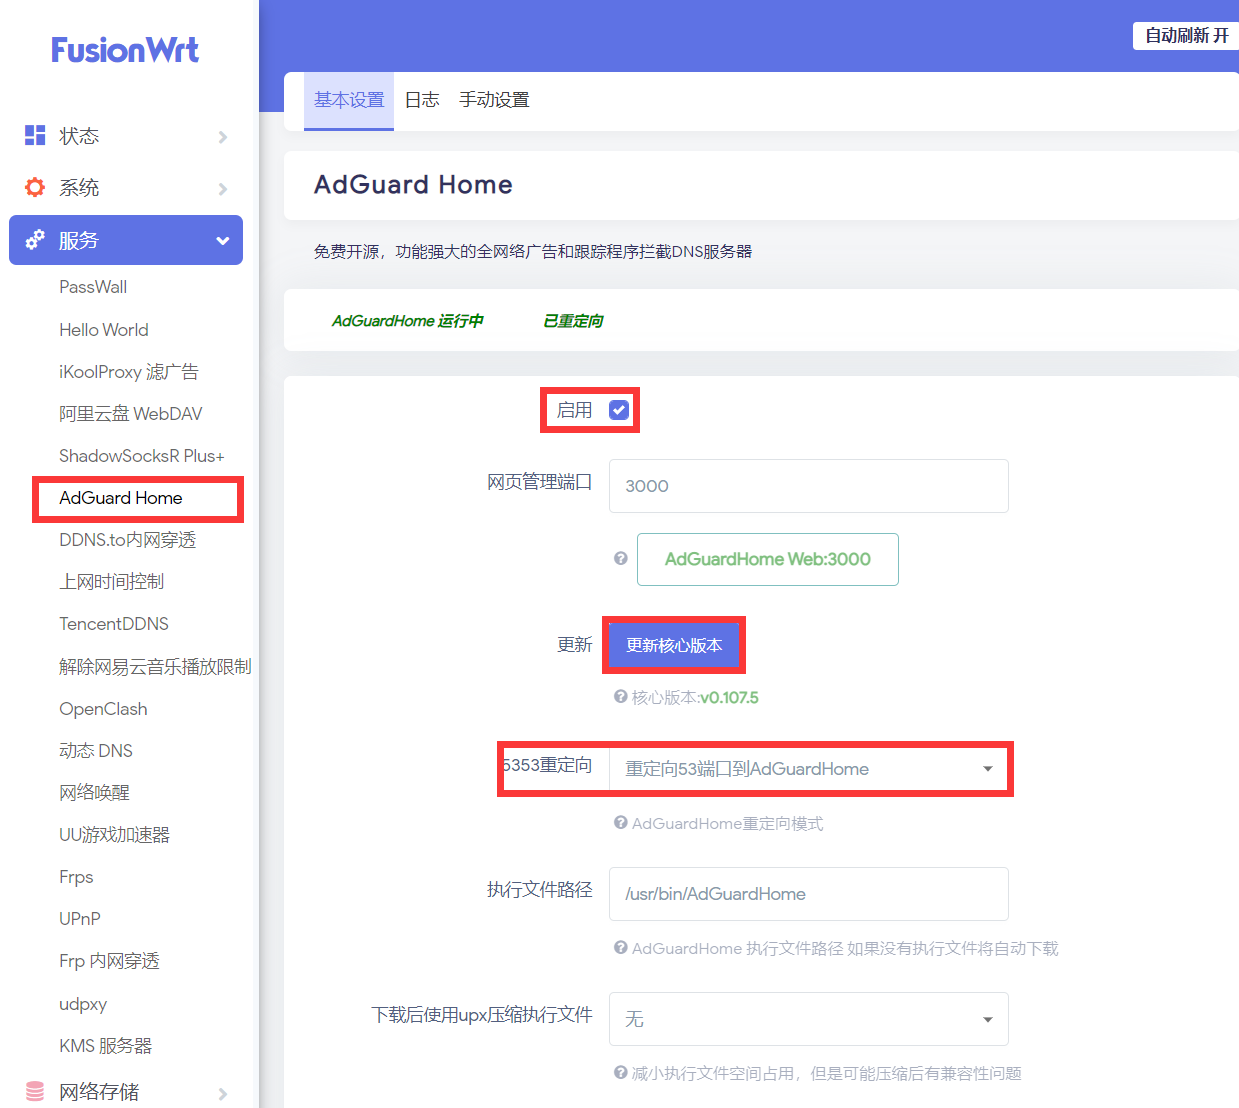 FusionWrt
自动刷新 开
基本设置 日志 手动设置
状态
系统
服务
PassWall
Hello World
iKoolProxy 滤广告
阿里云盘 WebDAV
ShadowSocksR Plus+
AdGuard Home
DDNS.to内网穿透
上网时间控制
TencentDDNS
解除网易云音乐播放限制
OpenClash
动态 DNS
网络唤醒
UU游戏加速器
Frps
UPnP
Frp 内网穿透
udpxy
KMS 服务器
网络存储
AdGuard Home
免费开源，功能强大的全网络广告和跟踪程序拦截DNS服务器
AdGuardHome 运行中 已重定向
启用
网页管理端口 3000
AdGuardHome Web:3000
更新 更新核心版本
核心版本:v0.107.5
5353重定向 重定向53端口到AdGuardHome
AdGuardHome重定向模式
执行文件路径 /usr/bin/AdGuardHome
AdGuardHome 执行文件路径 如果没有执行文件将自动下载
下载后使用upx压缩执行文件 无
减小执行文件空间占用，但是可能压缩后有兼容性问题